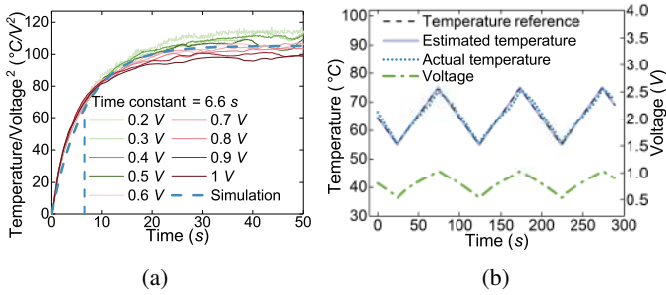 Temperature/Voltage² (°C/V²)
120
100
80
60
40
20
0
Time constant = 6.6 s
0.2 V
0.3 V
0.4 V
0.5 V
0.6 V
0.7 V
0.8 V
0.9 V
1 V
Simulation
0 10 20 30 40 50
Time (s)
(a)
Temperature (°C)
100
90
80
70
60
50
40
30
Temperature reference
Estimated temperature
Actual temperature
Voltage
4.0
3.5
3.0
2.5
2.0
1.5
1.0
0.5
0.0
Voltage (V)
0 50 100 150 200 250 290
Time (s)
(b)